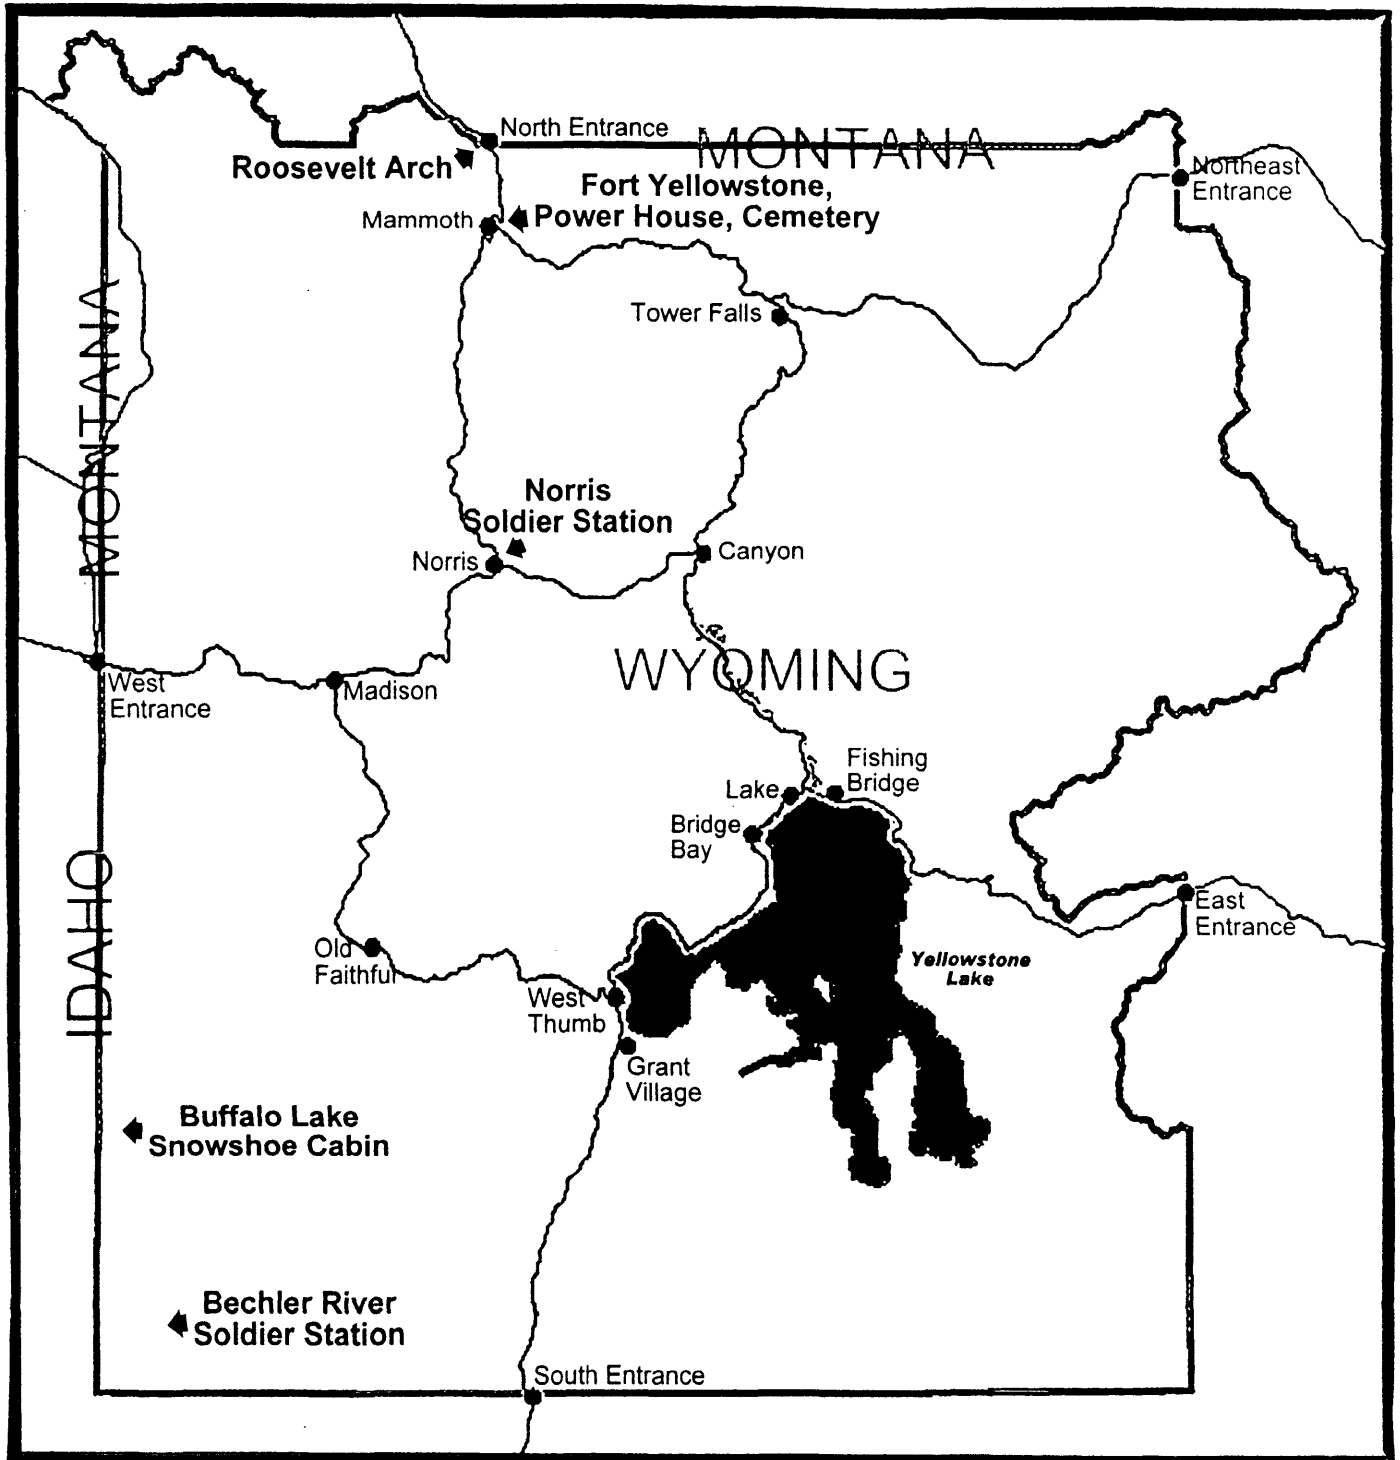 North Entrance
MONTANA
Roosevelt Arch
Northeast
Entrance
Fort Yellowstone,
Power House, Cemetery
Mammoth
Tower Falls
MONTANA
Norris
Soldier Station
Norris
Canyon
WYOMING
West
Entrance
Madison
Fishing
Bridge
Lake
Bridge
Bay
IDAHO
East
Entrance
Old
Faithful
Yellowstone
Lake
West
Thumb
Grant
Village
Buffalo Lake
Snowshoe Cabin
Bechler River
Soldier Station
South Entrance